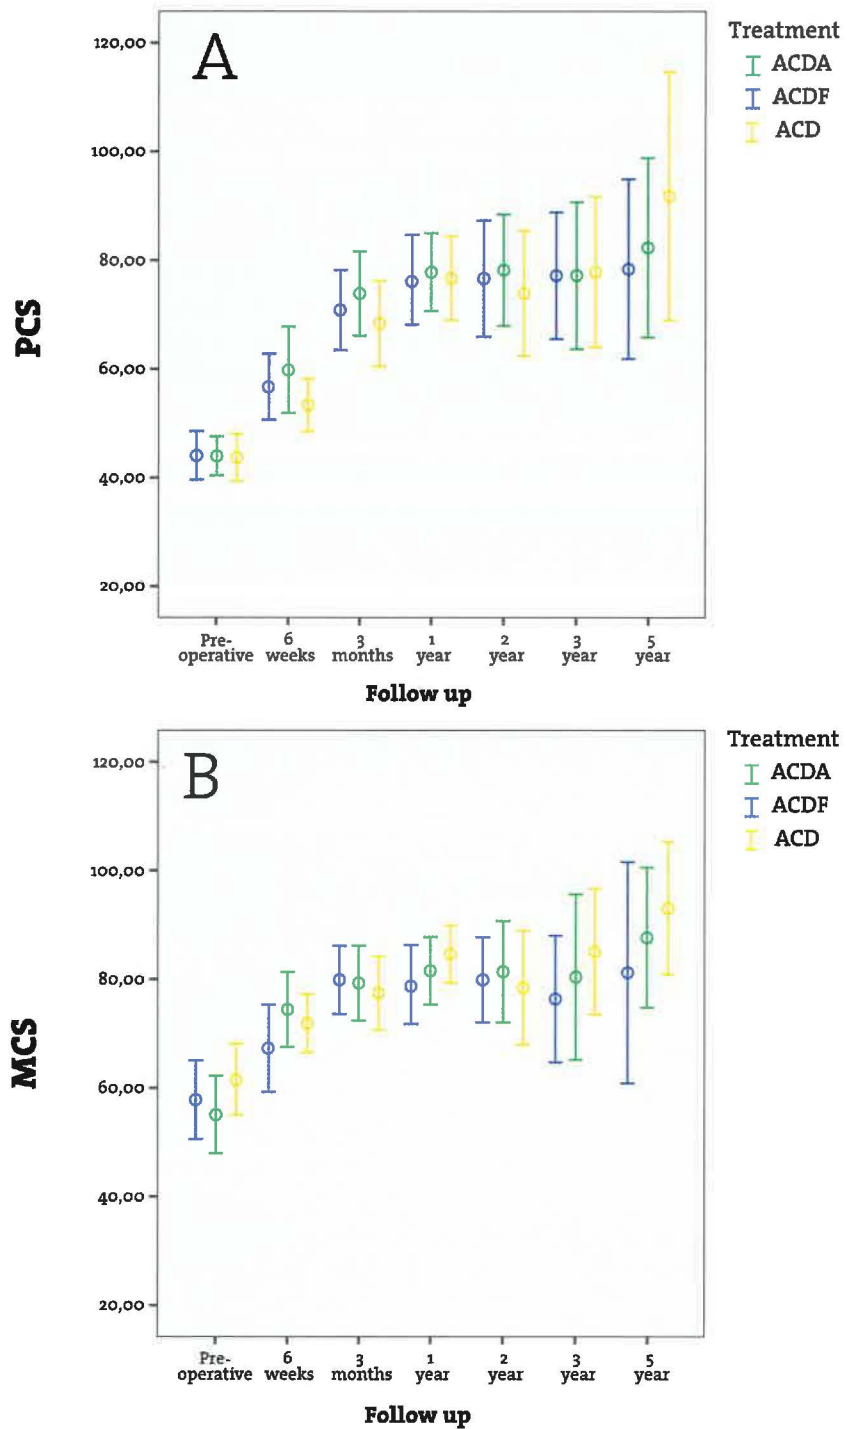 A
Treatment
ACDA
ACDF
ACD
120,00
100,00
80,00
60,00
40,00
20,00
PCS
Pre-
operative
6
weeks
3
months
1
year
2
year
3
year
5
year
Follow up
B
Treatment
ACDA
ACDF
ACD
120,00
100,00
80,00
60,00
40,00
20,00
MCS
Pre-
operative
6
weeks
3
months
1
year
2
year
3
year
5
year
Follow up